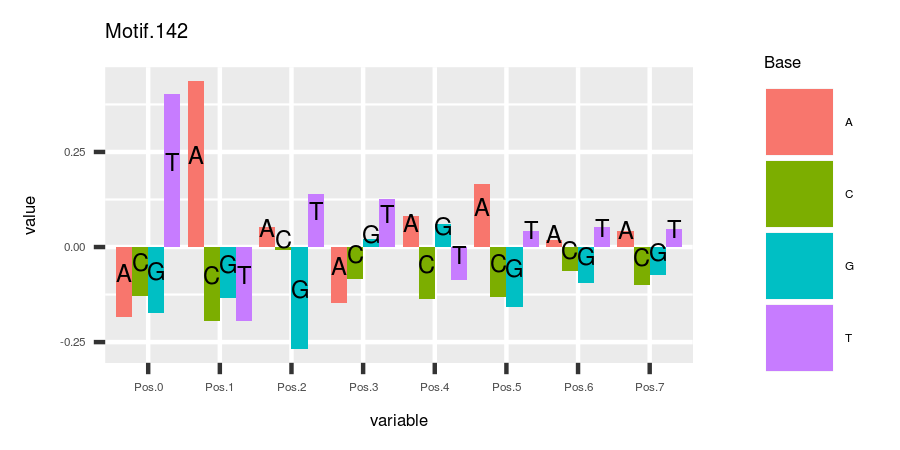 Motif.142
Base
A
C
G
T
value
0.25
0.00
-0.25
A C G T A C G T A C G T A C G T A C G T A C G T A C G T A C G T
Pos.0 Pos.1 Pos.2 Pos.3 Pos.4 Pos.5 Pos.6 Pos.7
variable